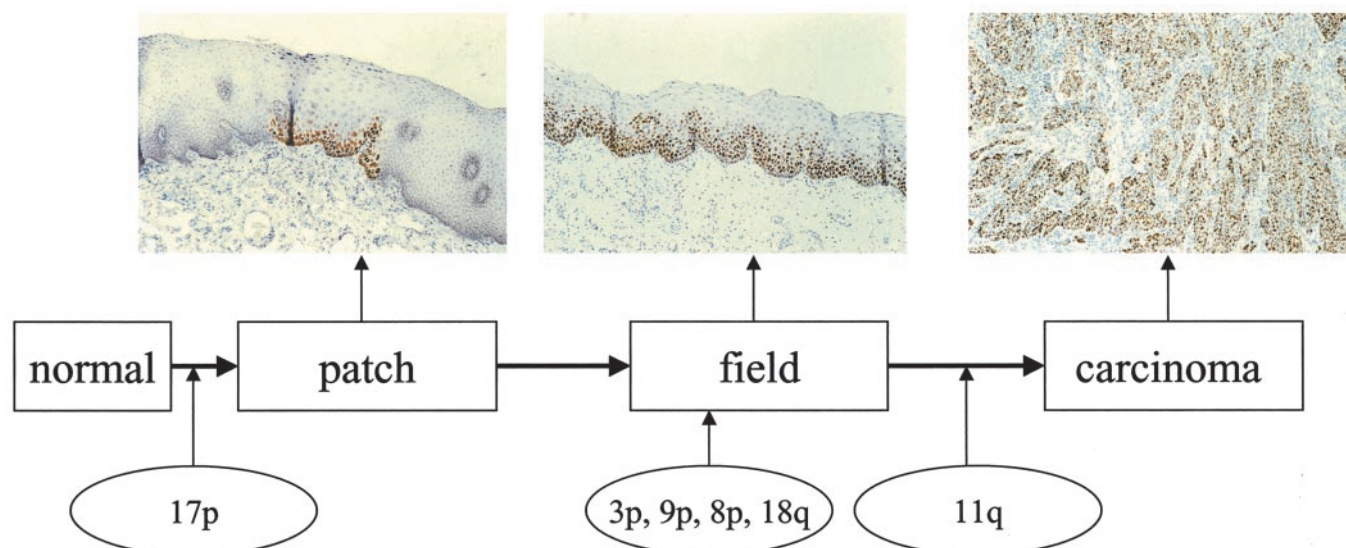 normal
patch
field
carcinoma
17p
3p, 9p, 8p, 18q
11q